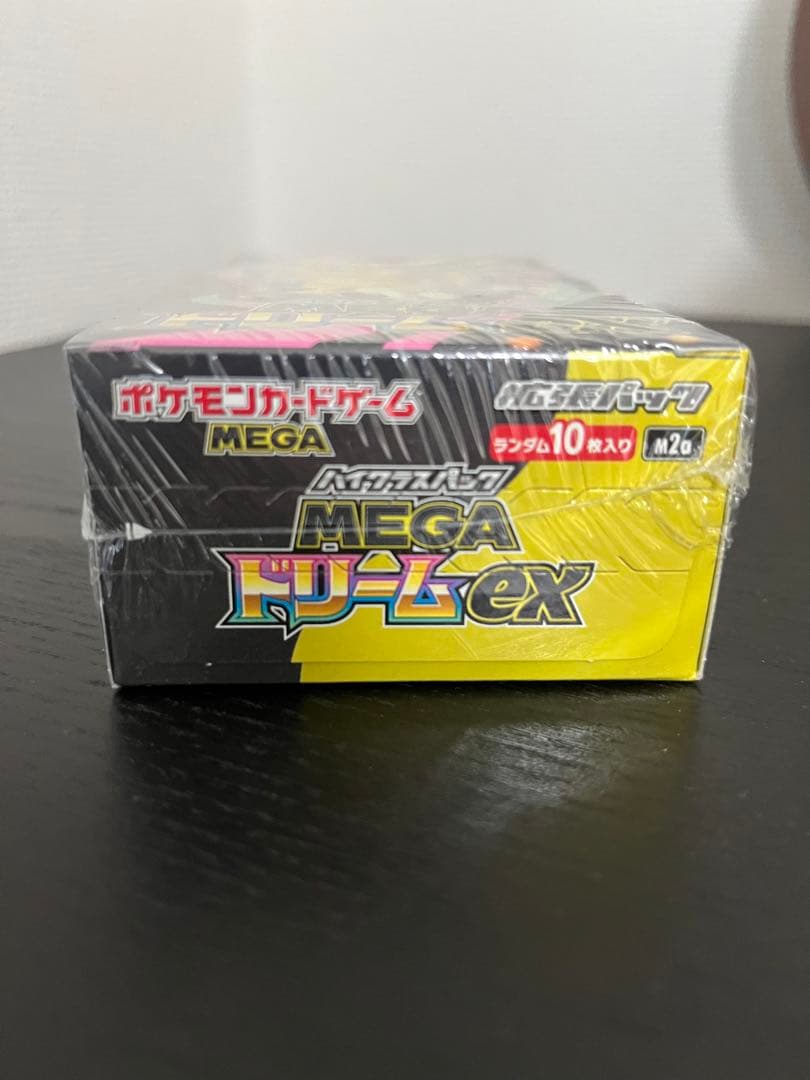 ポケモンカードゲーム
MEGA
拡張パック
ランダム10枚入り
M2a
ハイクラスパック
MEGA
ドリームex